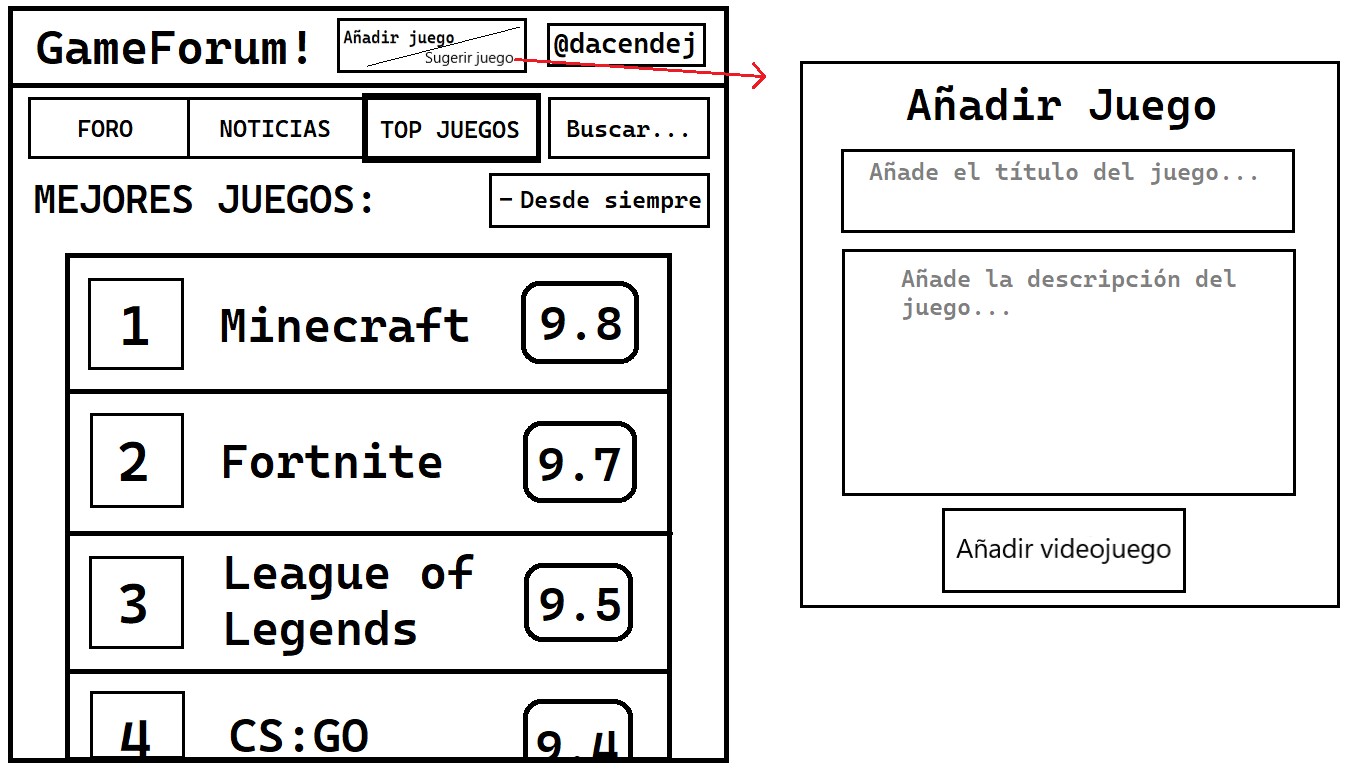 GameForum!
Añadir juego
Sugerir juego
@dacendej
FORO
NOTICIAS
TOP JUEGOS
Buscar...
MEJORES JUEGOS:
- Desde siempre
1
Minecraft
9.8
2
Fortnite
9.7
3
League of
Legends
9.5
4
CS:GO
9.4
Añadir Juego
Añade el título del juego...
Añade la descripción del
juego...
Añadir videojuego